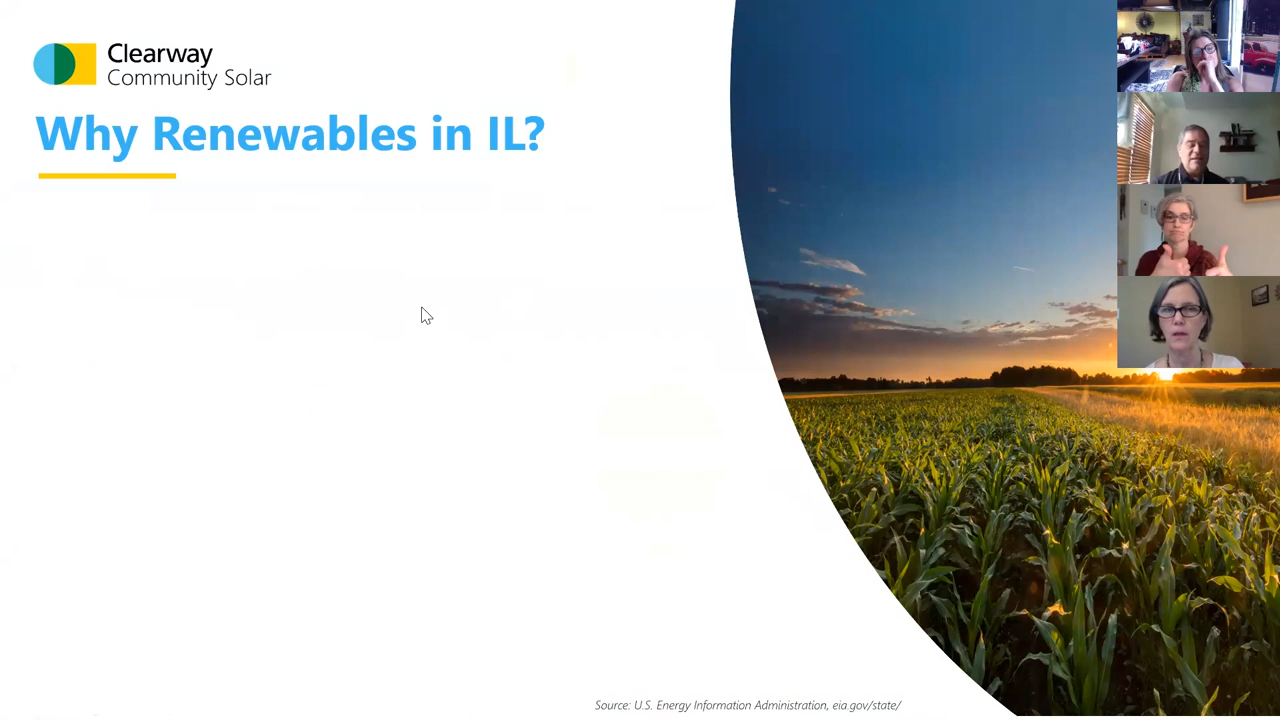 Clearway
Community Solar
Why Renewables in IL?
Source: U.S. Energy Information Administration, eia.gov/state/